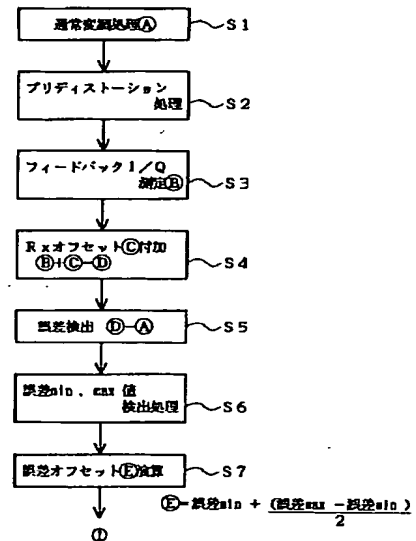 通常変調処理Ⓐ
S1
プリディストーション
処理
S2
フィードバックI/Q
測定Ⓑ
S3
RxオフセットⒸ付加
Ⓑ+Ⓒ→Ⓓ
S4
誤差検出 Ⓓ-Ⓐ
S5
誤差min、max 値
検出処理
S6
誤差オフセットⒺ演算
S7
Ⓔ=誤差min + (誤差max - 誤差min) / 2
①